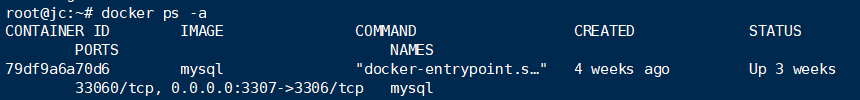 root@jc:~# docker ps -a
CONTAINER ID        IMAGE               COMMAND                  CREATED             STATUS
        PORTS                               NAMES
79df9a6a70d6        mysql               "docker-entrypoint.s…"   4 weeks ago         Up 3 weeks
        33060/tcp, 0.0.0.0:3307->3306/tcp   mysql